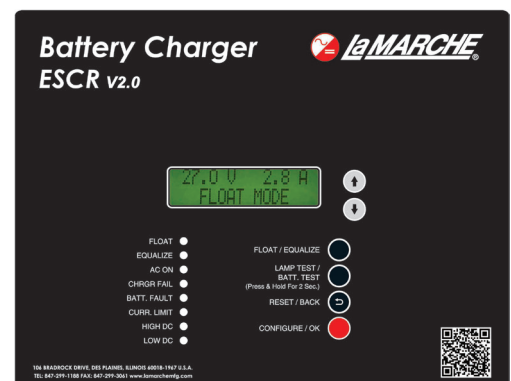 Battery Charger
ESCR V2.0
la MARCHE®
27.0 V 2.8 A
FLOAT MODE
FLOAT
EQUALIZE
AC ON
CHRGR FAIL
BATT. FAULT
CURR. LIMIT
HIGH DC
LOW DC
FLOAT / EQUALIZE
LAMP TEST /
BATT. TEST
(Press & Hold For 2 Sec.)
RESET / BACK
CONFIGURE / OK
106 BRADROCK DRIVE, DES PLAINES, ILLINOIS 60018-1967 U.S.A.
TEL: 847-299-1188 FAX: 847-299-3061 www.lamarchemfg.com